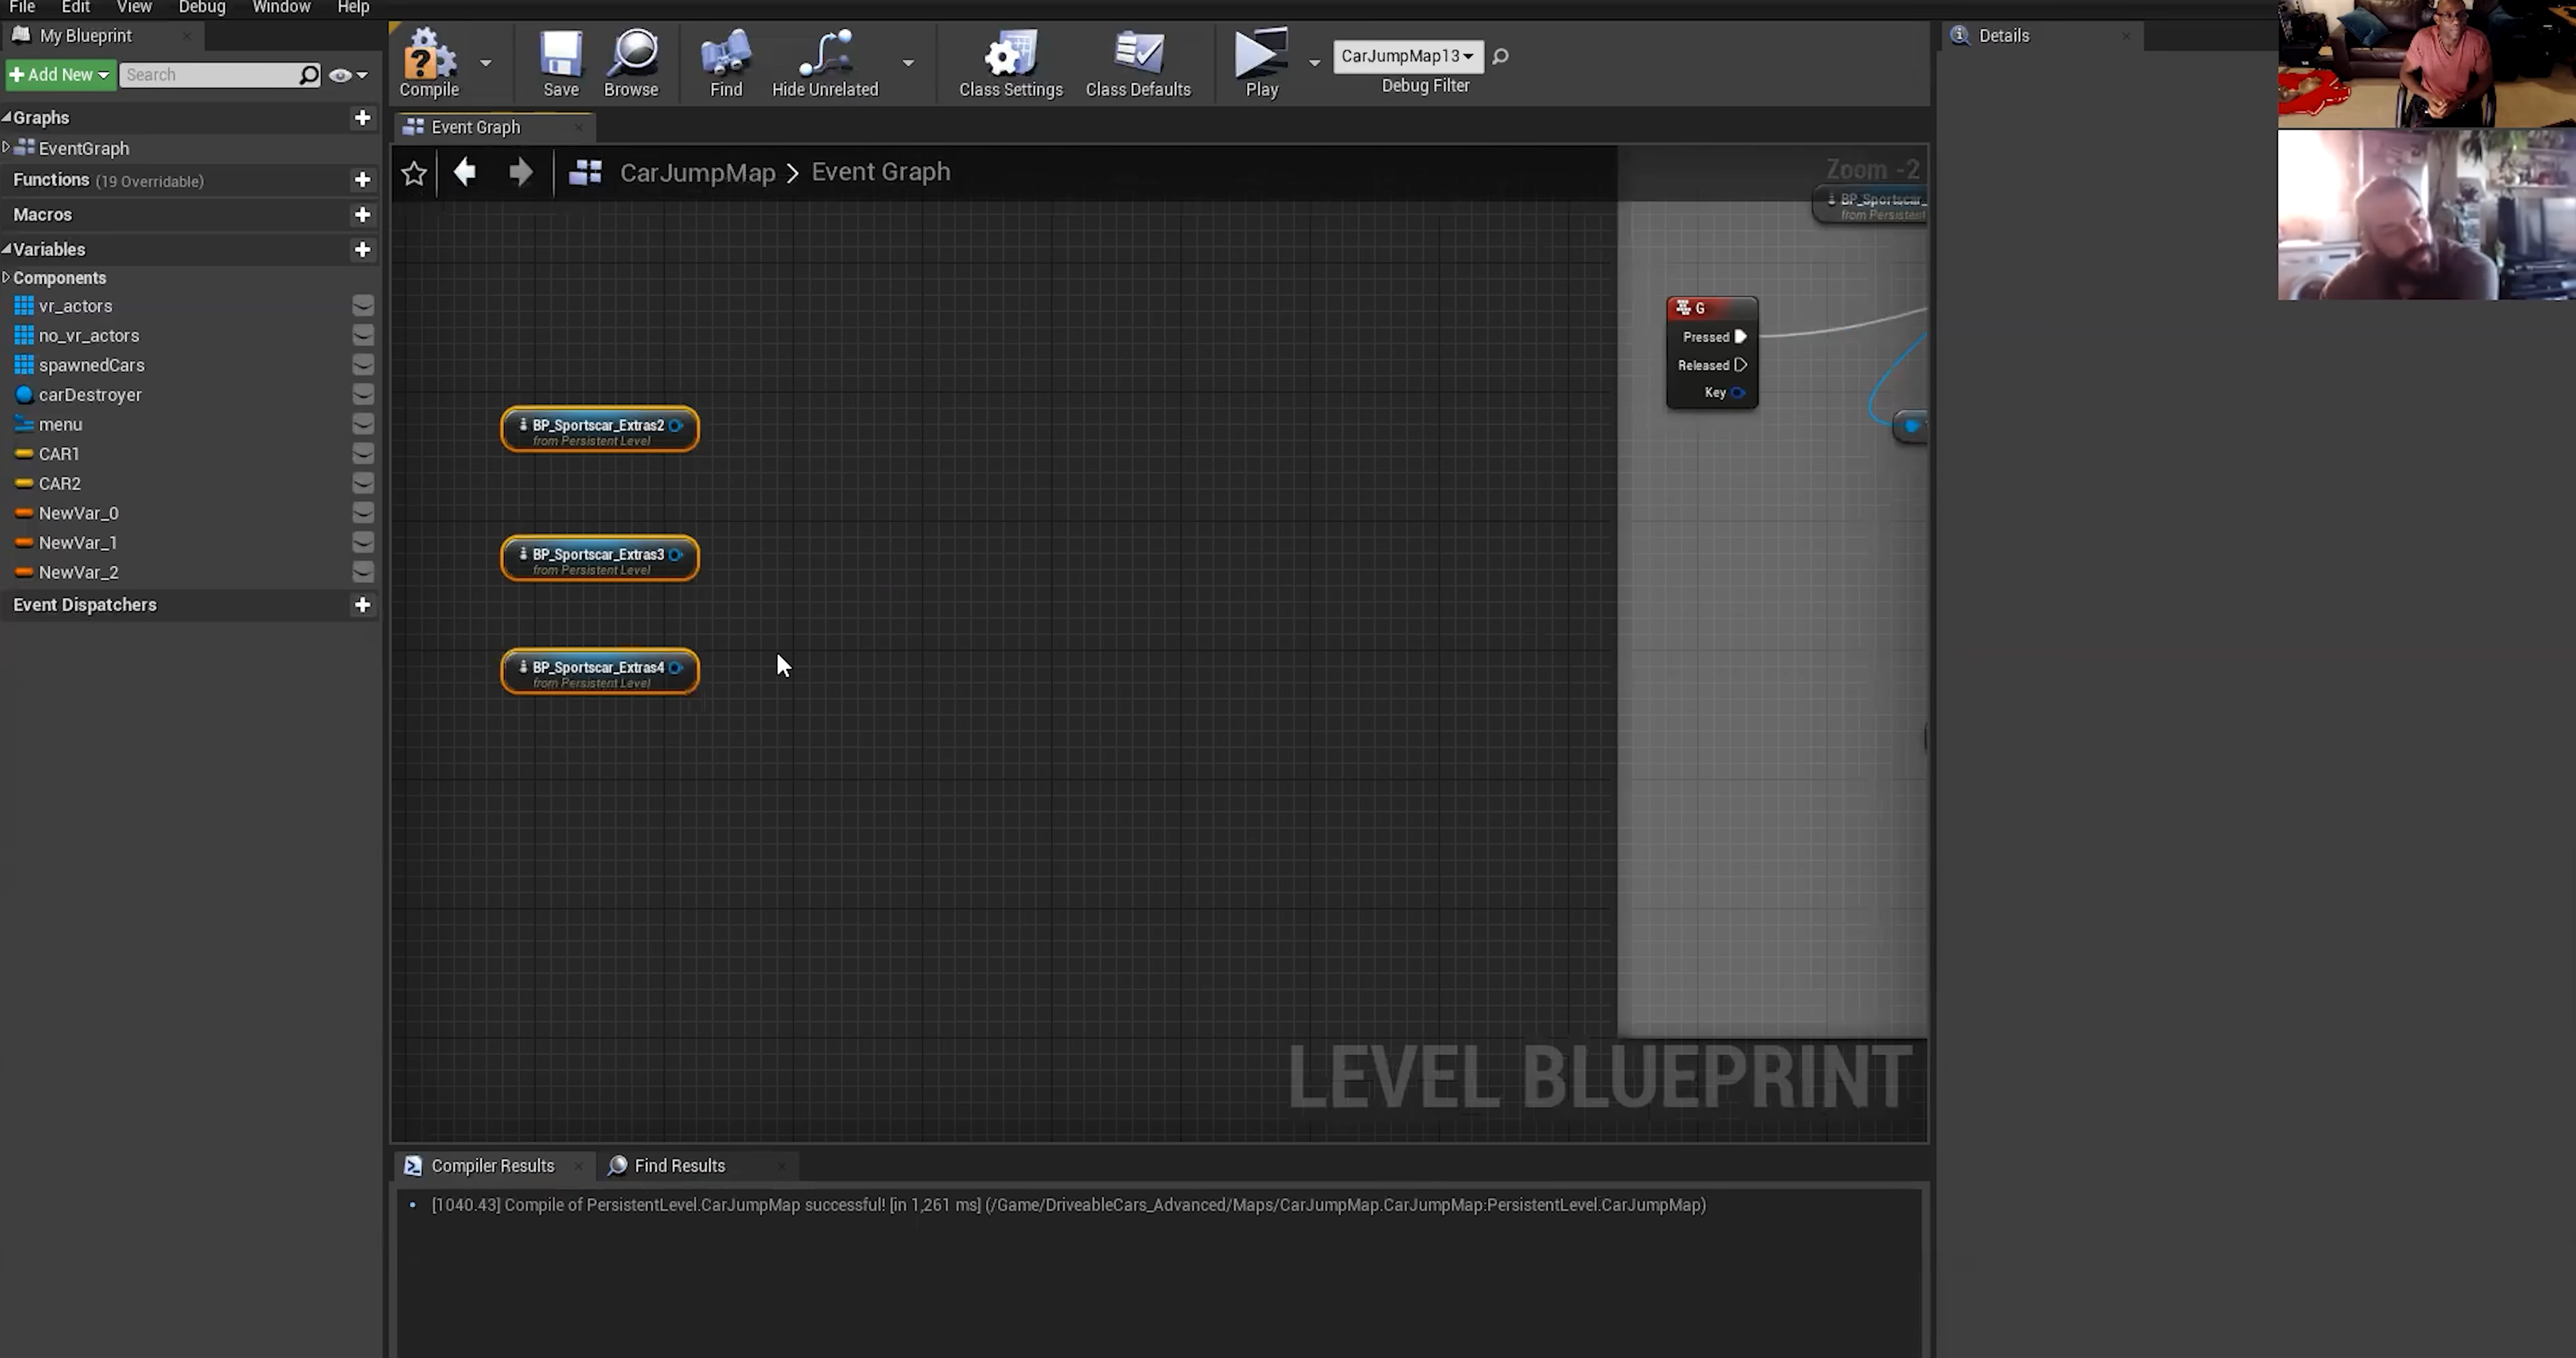 File Edit View Debug Window Help
My Blueprint
Details
Add New
Search
Compile
Save
Browse
Find
Hide Unrelated
Class Settings
Class Defaults
Play
CarJumpMap13
Debug Filter
Graphs
EventGraph
Functions (19 Overridable)
Macros
Variables
Components
vr_actors
no_vr_actors
spawnedCars
carDestroyer
menu
CAR1
CAR2
NewVar_0
NewVar_1
NewVar_2
Event Dispatchers
Event Graph
CarJumpMap > Event Graph
Zoom -2
BP_Sportscar_
from Persistent
G
Pressed
Released
Key
BP_Sportscar_Extras2
from Persistent Level
BP_Sportscar_Extras3
from Persistent Level
BP_Sportscar_Extras4
from Persistent Level
LEVEL BLUEPRINT
Compiler Results
Find Results
[1040.43] Compile of PersistentLevel.CarJumpMap successful! [in 1,261 ms] (/Game/DriveableCars_Advanced/Maps/CarJumpMap.CarJumpMap:PersistentLevel.CarJumpMap)